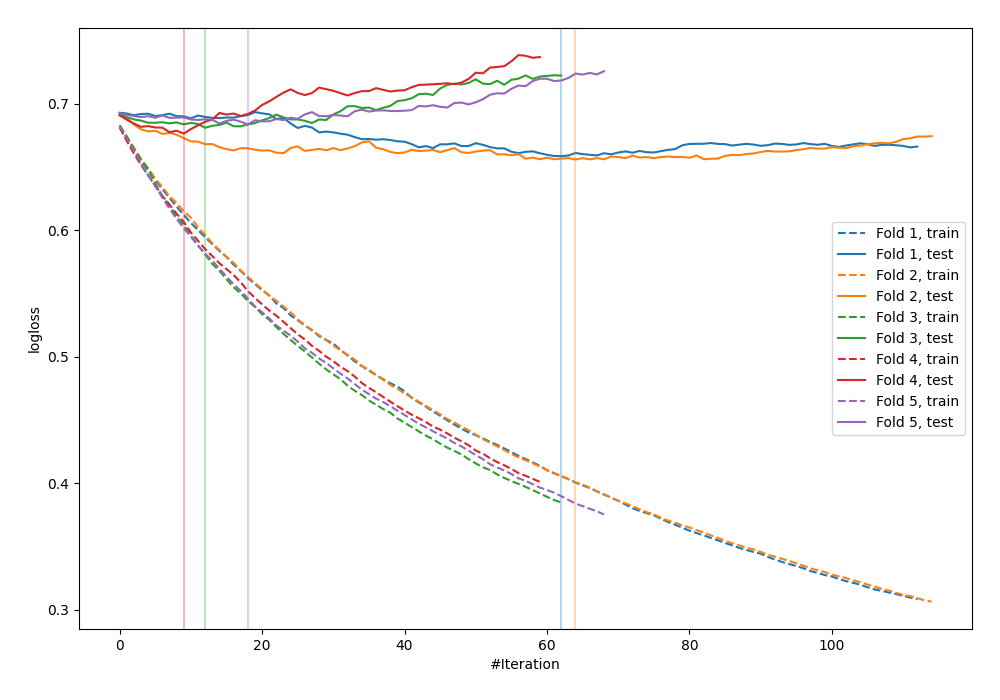 0.7
0.6
0.5
0.4
0.3
logloss
0 20 40 60 80 100
#Iteration
Fold 1, train
Fold 1, test
Fold 2, train
Fold 2, test
Fold 3, train
Fold 3, test
Fold 4, train
Fold 4, test
Fold 5, train
Fold 5, test